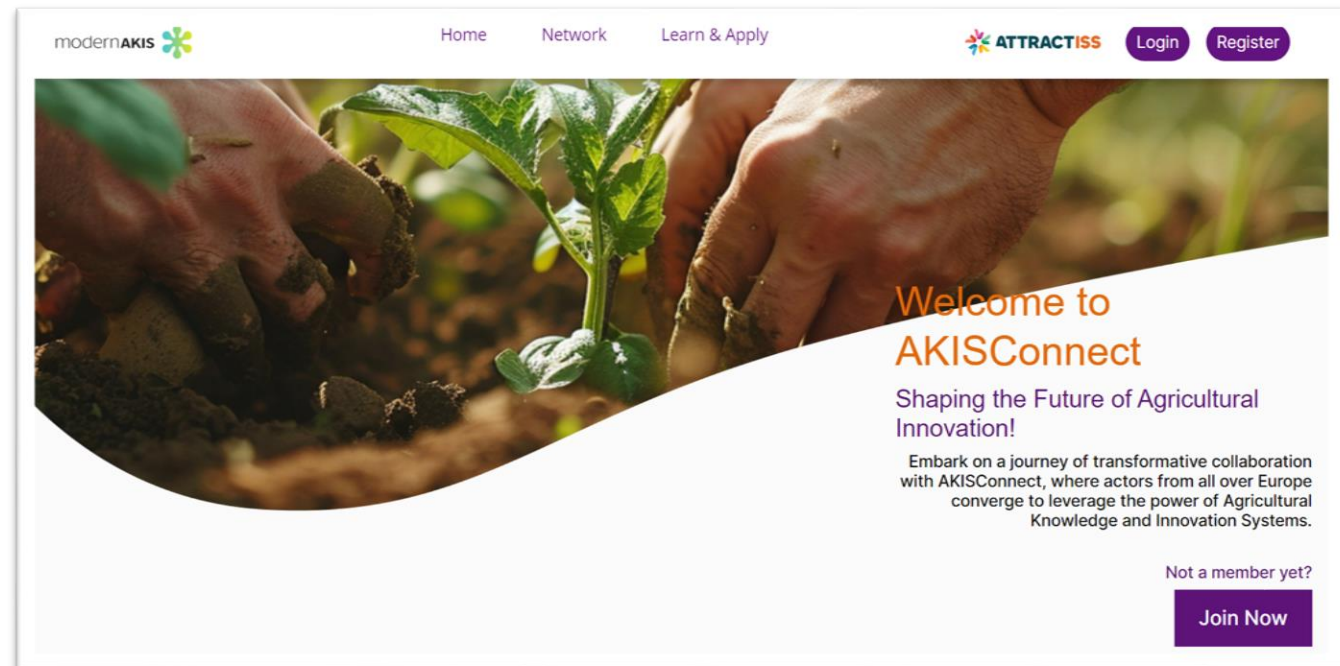 modernAKIS
Home
Network
Learn & Apply
ATTRACTISS
Login
Register
Welcome to
AKISConnect
Shaping the Future of Agricultural
Innovation!
Embark on a journey of transformative collaboration
with AKISConnect, where actors from all over Europe
converge to leverage the power of Agricultural
Knowledge and Innovation Systems.
Not a member yet?
Join Now